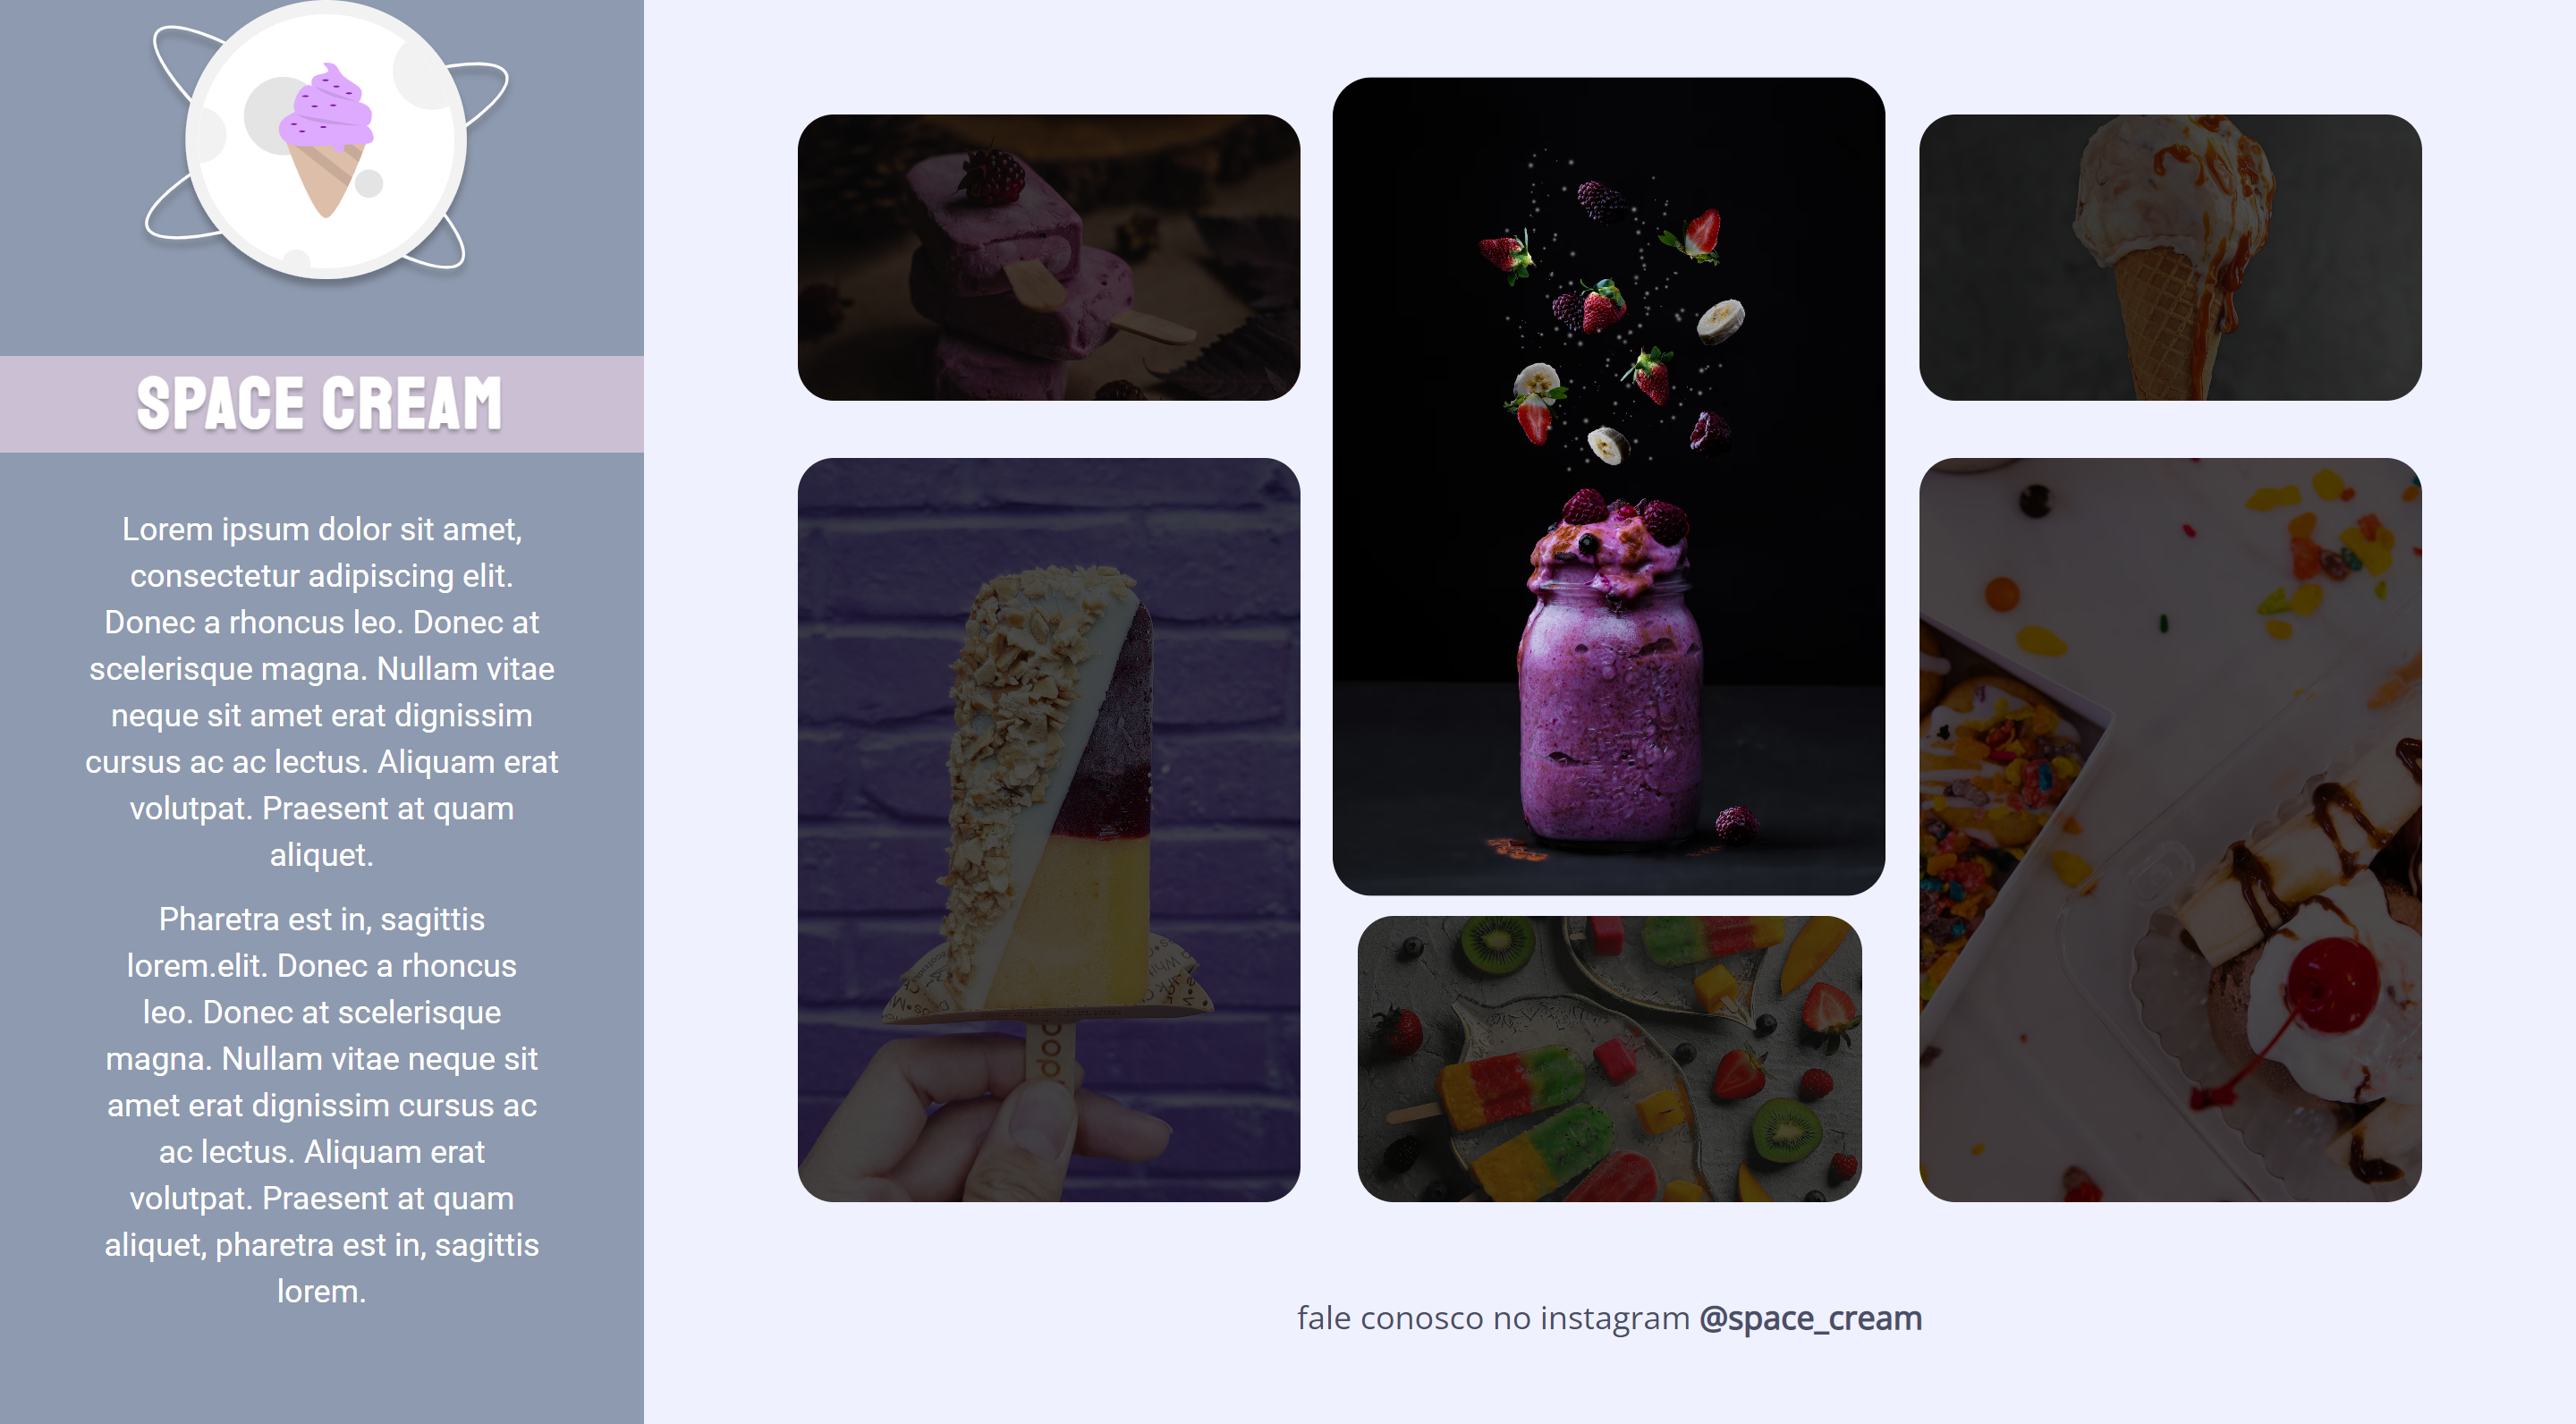 SPACE CREAM
Lorem ipsum dolor sit amet,
consectetur adipiscing elit.
Donec a rhoncus leo. Donec at
scelerisque magna. Nullam vitae
neque sit amet erat dignissim
cursus ac ac lectus. Aliquam erat
volutpat. Praesent at quam
aliquet.
Pharetra est in, sagittis
lorem.elit. Donec a rhoncus
leo. Donec at scelerisque
magna. Nullam vitae neque sit
amet erat dignissim cursus ac
ac lectus. Aliquam erat
volutpat. Praesent at quam
aliquet, pharetra est in, sagittis
lorem.
fale conosco no instagram @space_cream